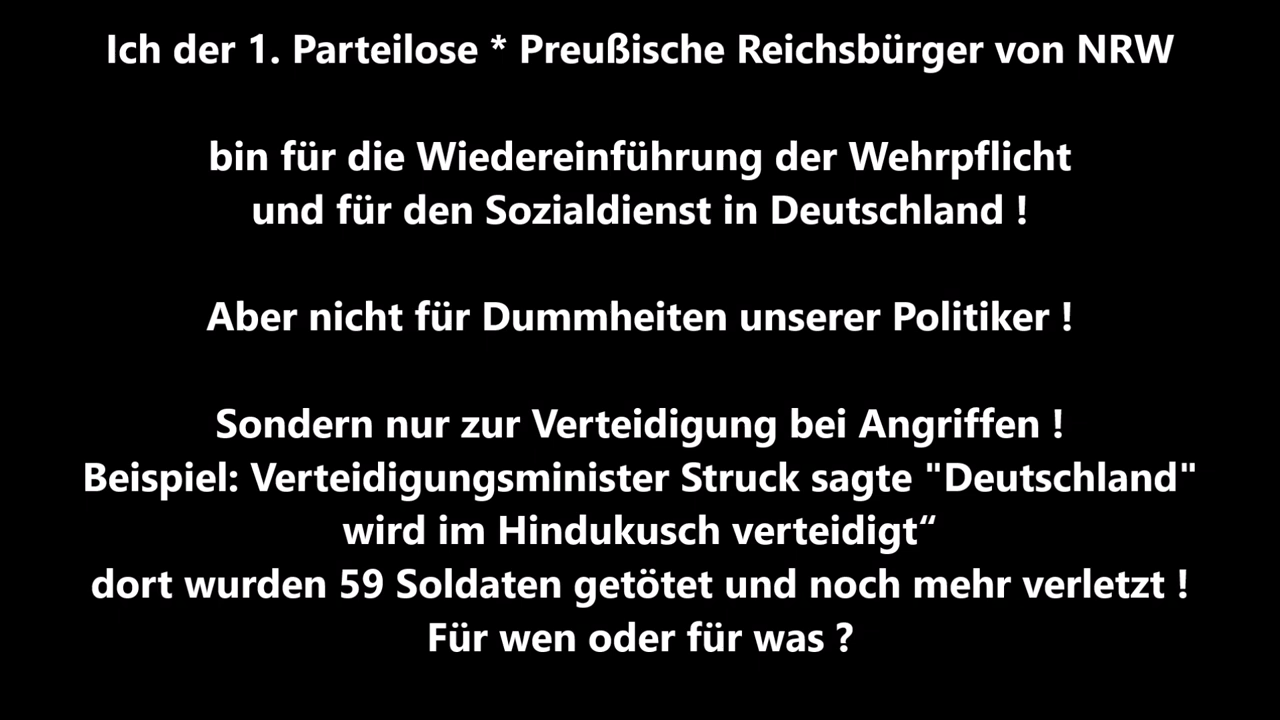 Ich der 1. Parteilose * Preußische Reichsbürger von NRW
bin für die Wiedereinführung der Wehrpflicht
und für den Sozialdienst in Deutschland !
Aber nicht für Dummheiten unserer Politiker !
Sondern nur zur Verteidigung bei Angriffen !
Beispiel: Verteidigungsminister Struck sagte "Deutschland"
wird im Hindukusch verteidigt“
dort wurden 59 Soldaten getötet und noch mehr verletzt !
Für wen oder für was ?